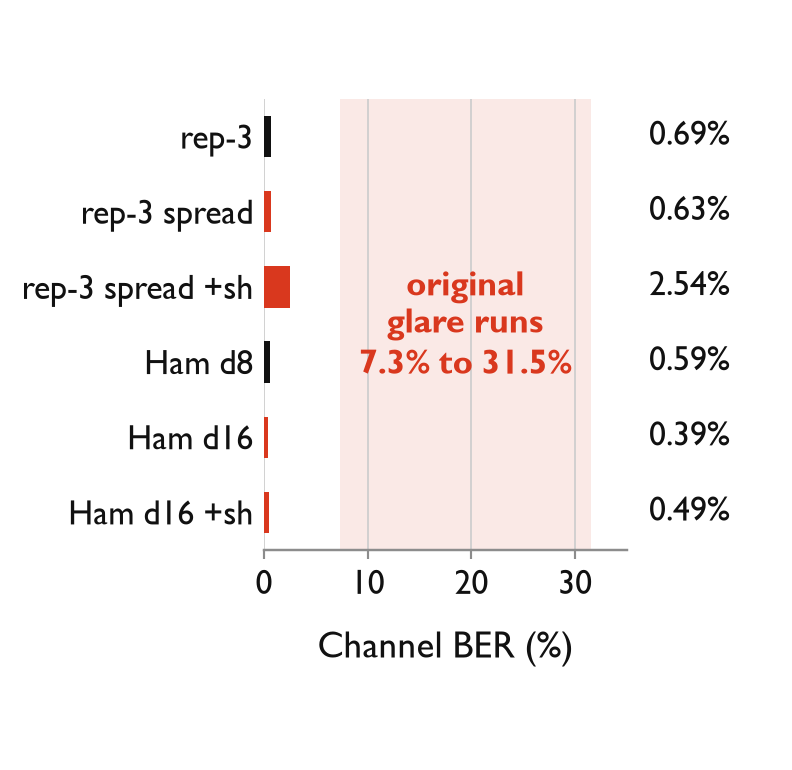 rep-3 0.69%
rep-3 spread 0.63%
rep-3 spread +sh 2.54%
original
glare runs
7.3% to 31.5%
Ham d8 0.59%
Ham d16 0.39%
Ham d16 +sh 0.49%
0 10 20 30
Channel BER (%)